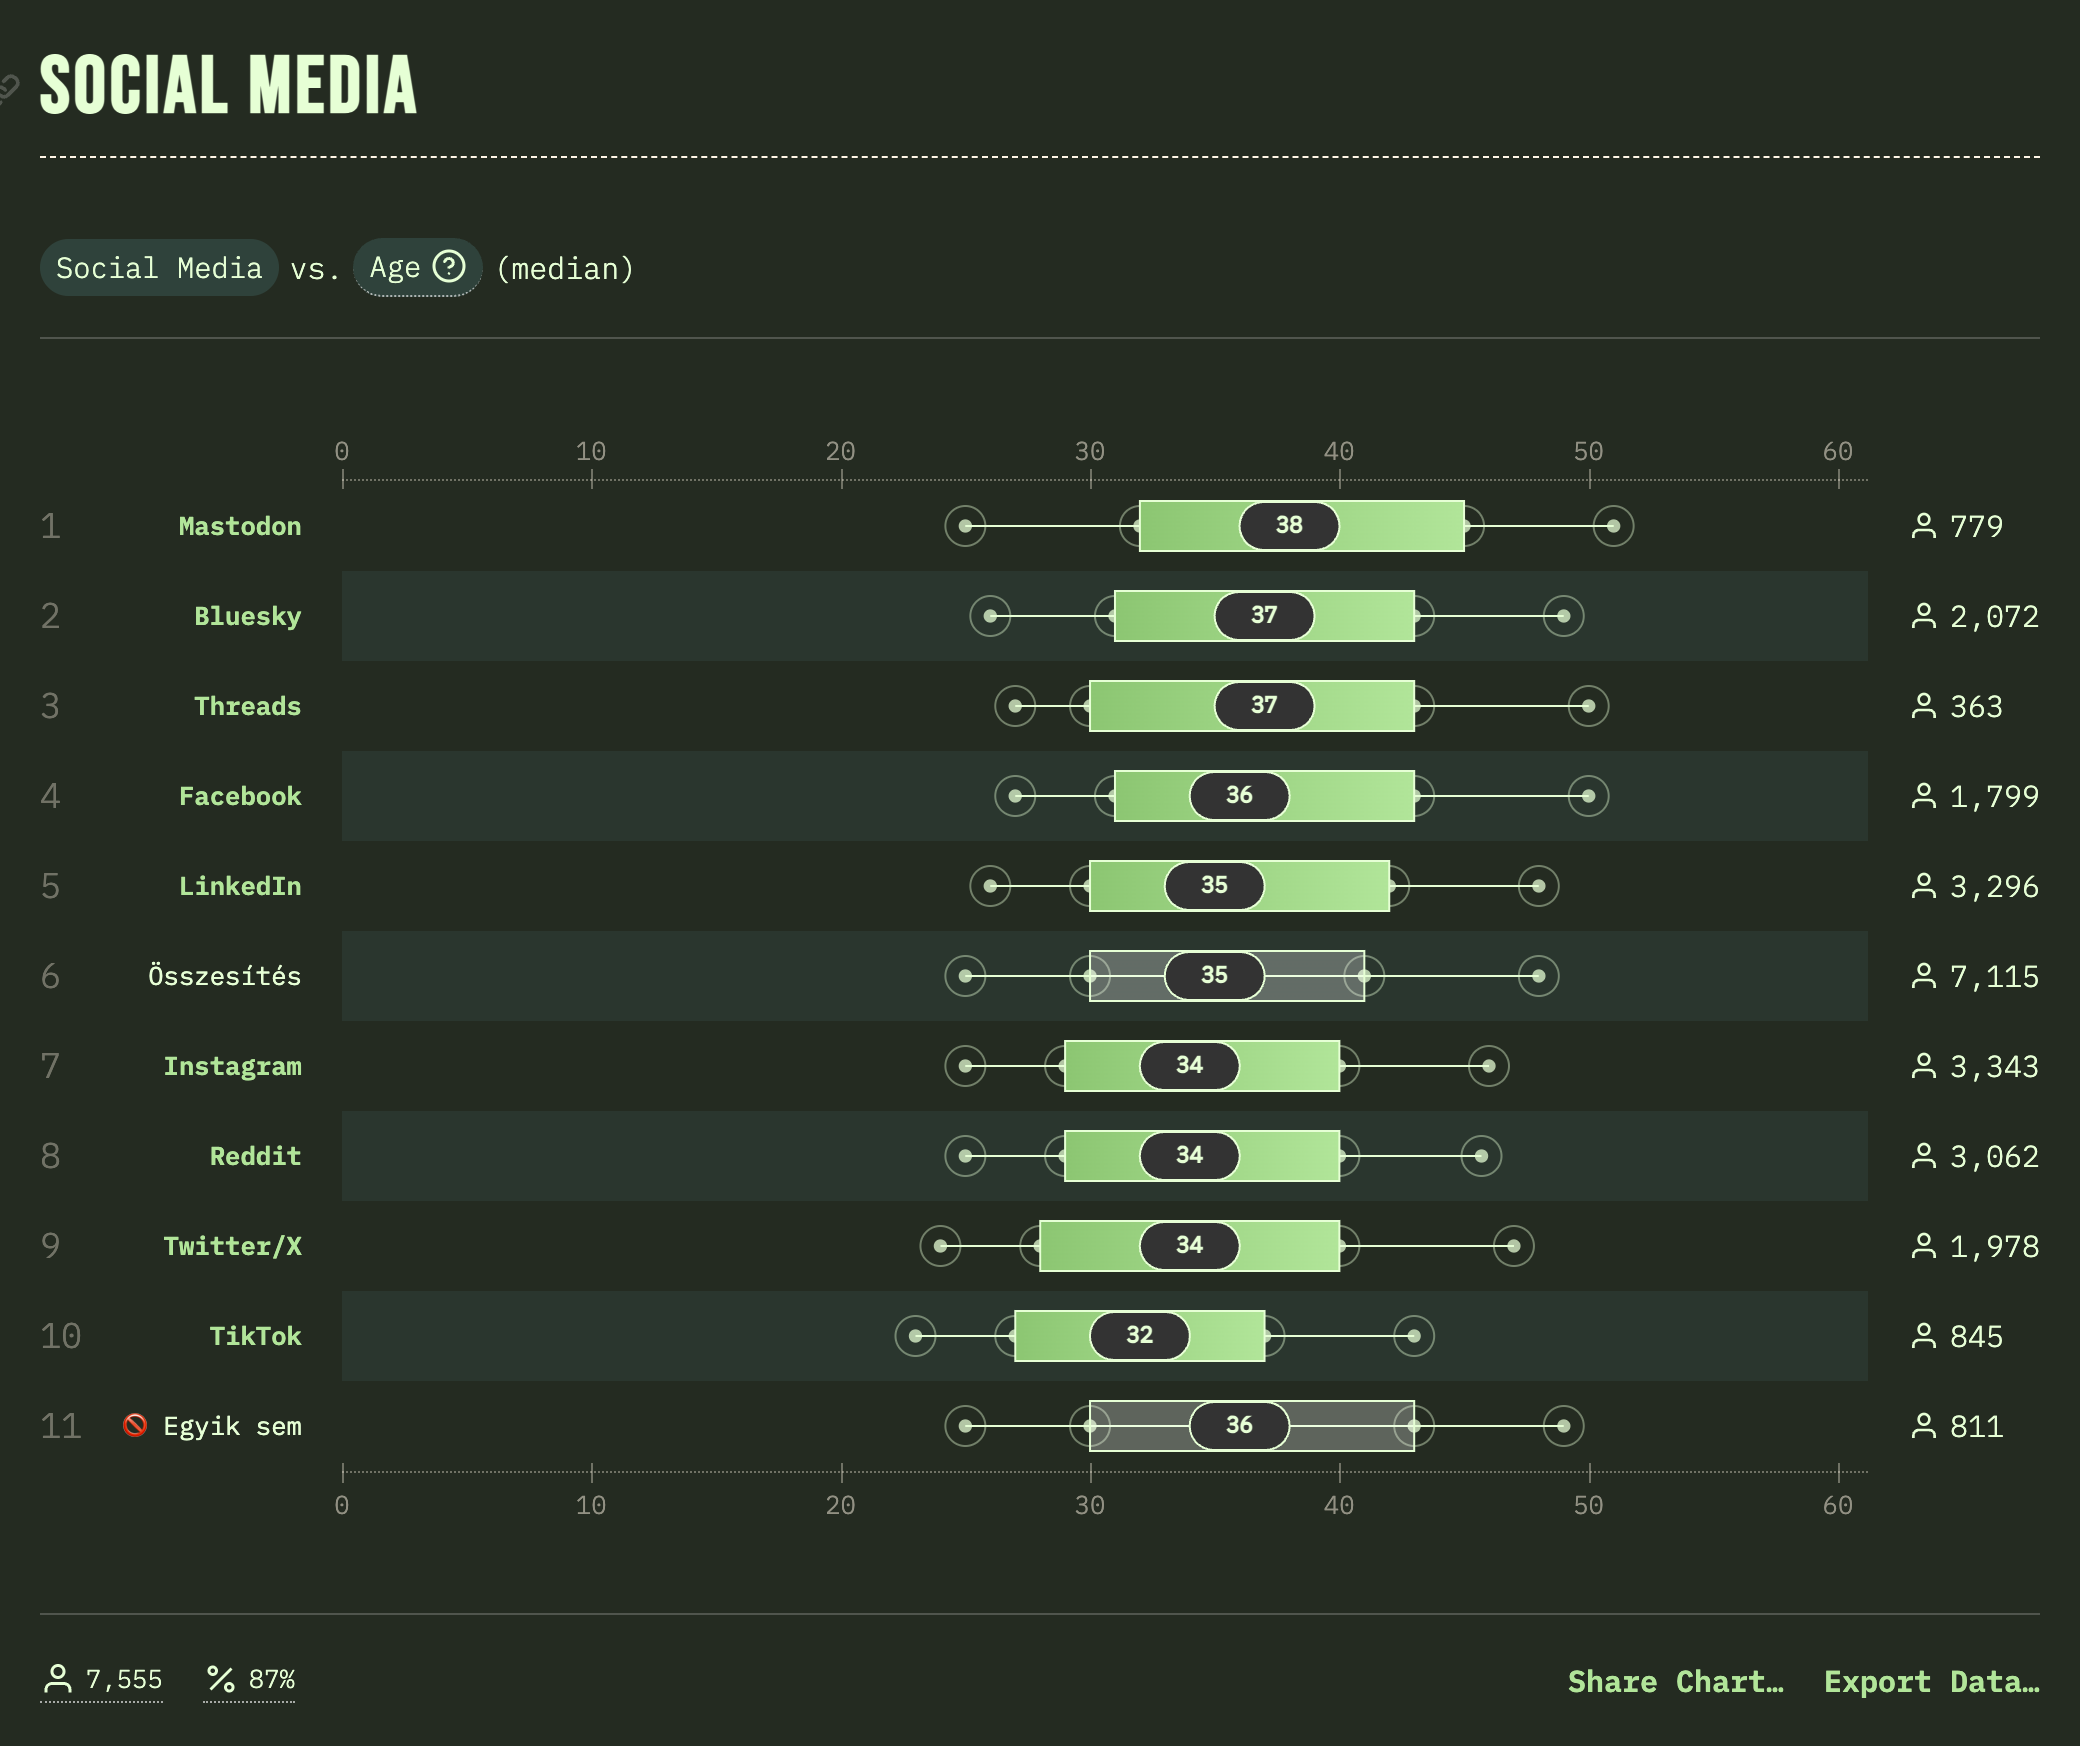 SOCIAL MEDIA
Social Media vs. Age (median)
0 10 20 30 40 50 60
1 Mastodon 38 779
2 Bluesky 37 2,072
3 Threads 37 363
4 Facebook 36 1,799
5 LinkedIn 35 3,296
6 Összesítés 35 7,115
7 Instagram 34 3,343
8 Reddit 34 3,062
9 Twitter/X 34 1,978
10 TikTok 32 845
11 🚫 Egyik sem 36 811
0 10 20 30 40 50 60
7,555 87% Share Chart… Export Data…